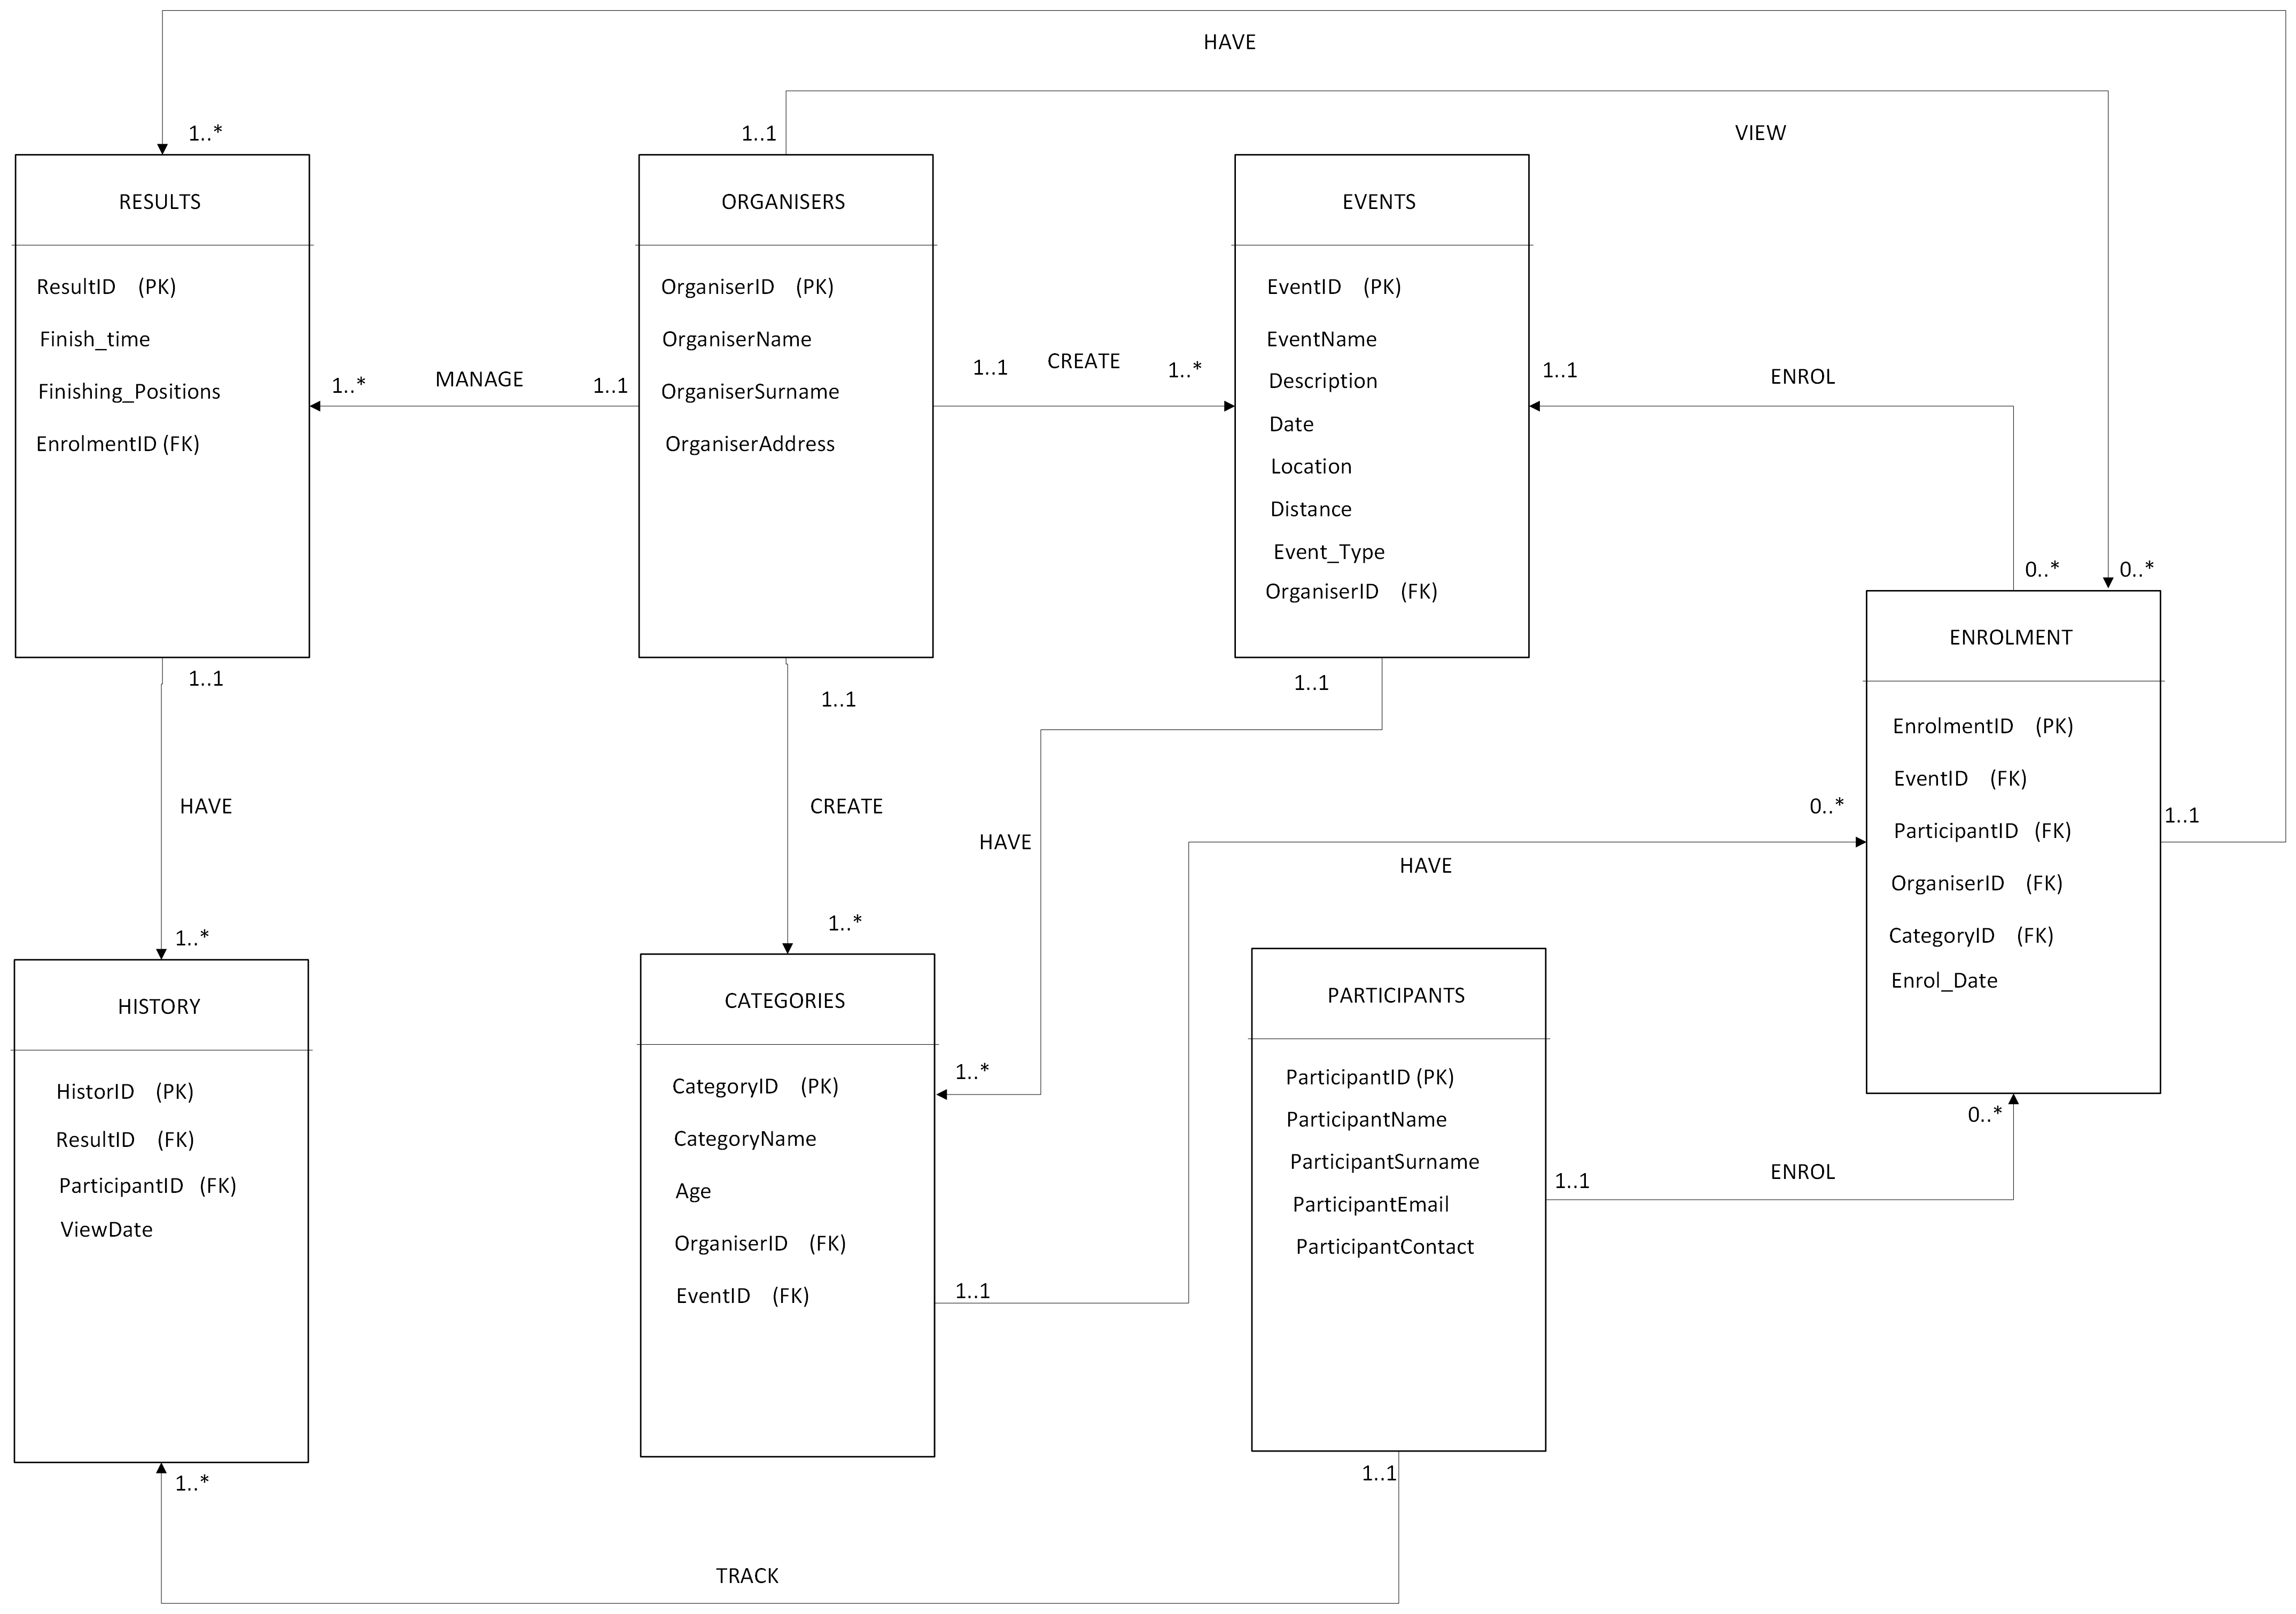 HAVE
VIEW
1..*
1..1
RESULTS
ResultID (PK)
Finish_time
Finishing_Positions
EnrolmentID (FK)
1..*
MANAGE
1..1
ORGANISERS
OrganiserID (PK)
OrganiserName
OrganiserSurname
OrganiserAddress
1..1
CREATE
1..*
EVENTS
EventID (PK)
EventName
Description
Date
Location
Distance
Event_Type
OrganiserID (FK)
1..1
ENROL
0..*
0..*
ENROLMENT
EnrolmentID (PK)
EventID (FK)
ParticipantID (FK)
OrganiserID (FK)
CategoryID (FK)
Enrol_Date
1..1
0..*
1..1
HAVE
1..*
1..1
CREATE
1..*
1..1
HAVE
1..*
0..*
HAVE
HISTORY
HistorID (PK)
ResultID (FK)
ParticipantID (FK)
ViewDate
1..*
CATEGORIES
CategoryID (PK)
CategoryName
Age
OrganiserID (FK)
EventID (FK)
1..1
PARTICIPANTS
ParticipantID (PK)
ParticipantName
ParticipantSurname
ParticipantEmail
ParticipantContact
1..1
ENROL
1..1
TRACK